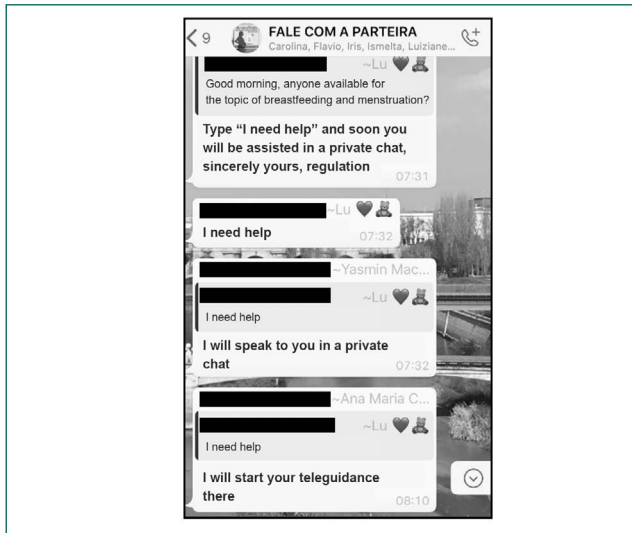 9
FALE COM A PARTEIRA
Carolina, Flavio, Iris, Ismelta, Luiziane...
~Lu 🖤🧸
Good morning, anyone available for
the topic of breastfeeding and menstruation?
Type “I need help” and soon you
will be assisted in a private chat,
sincerely yours, regulation
07:31
~Lu 🖤🧸
I need help
07:32
~Yasmin Mac...
~Lu 🖤🧸
I need help
I will speak to you in a private
chat
07:32
~Ana Maria C...
~Lu 🖤🧸
I need help
I will start your teleguidance
there
08:10